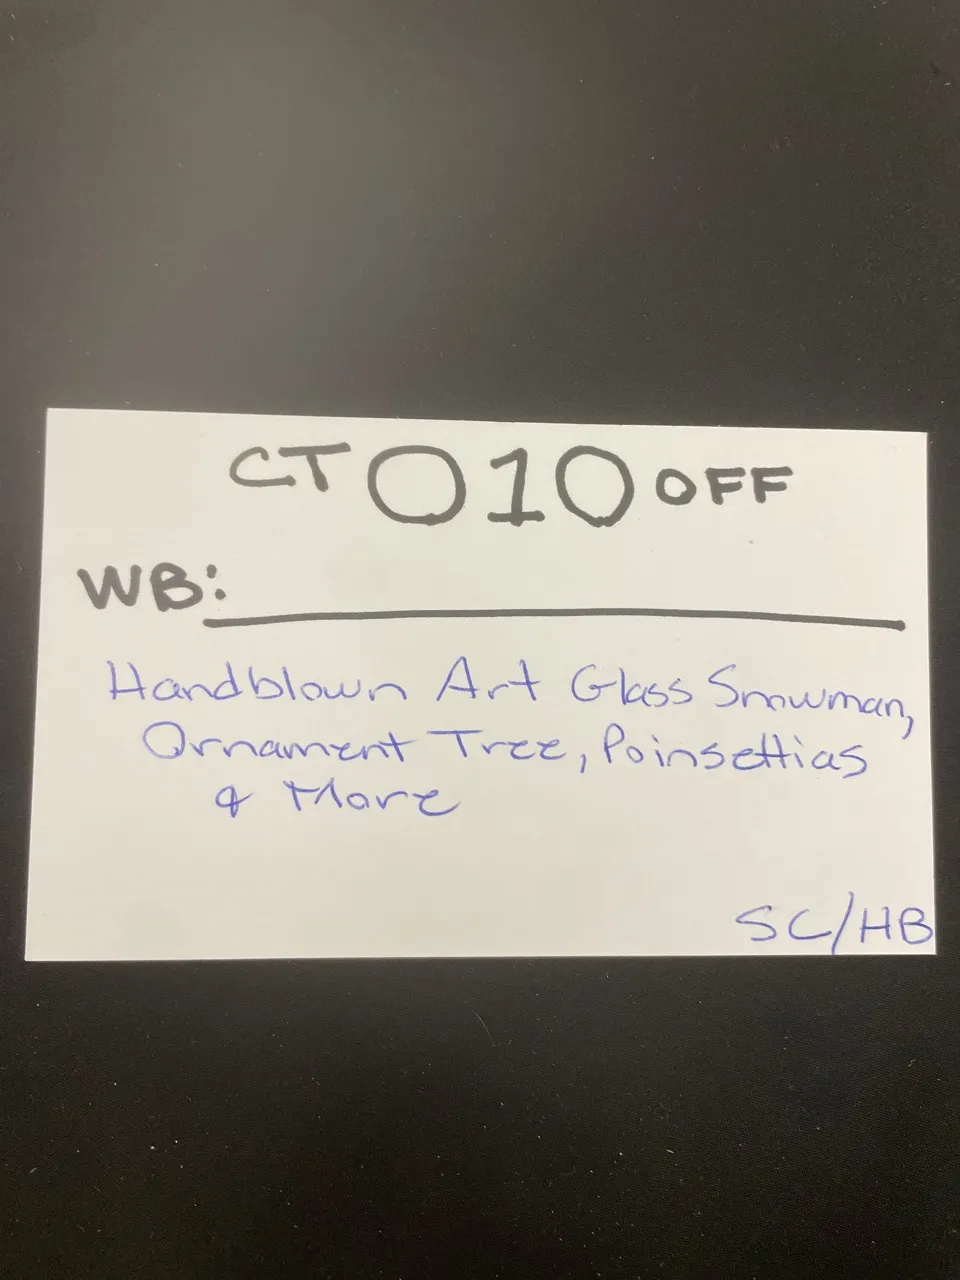 CT 010 OFF
WB:
Handblown Art Glass Snowman,
Ornament Tree, Poinsettias
& More
SC/HB